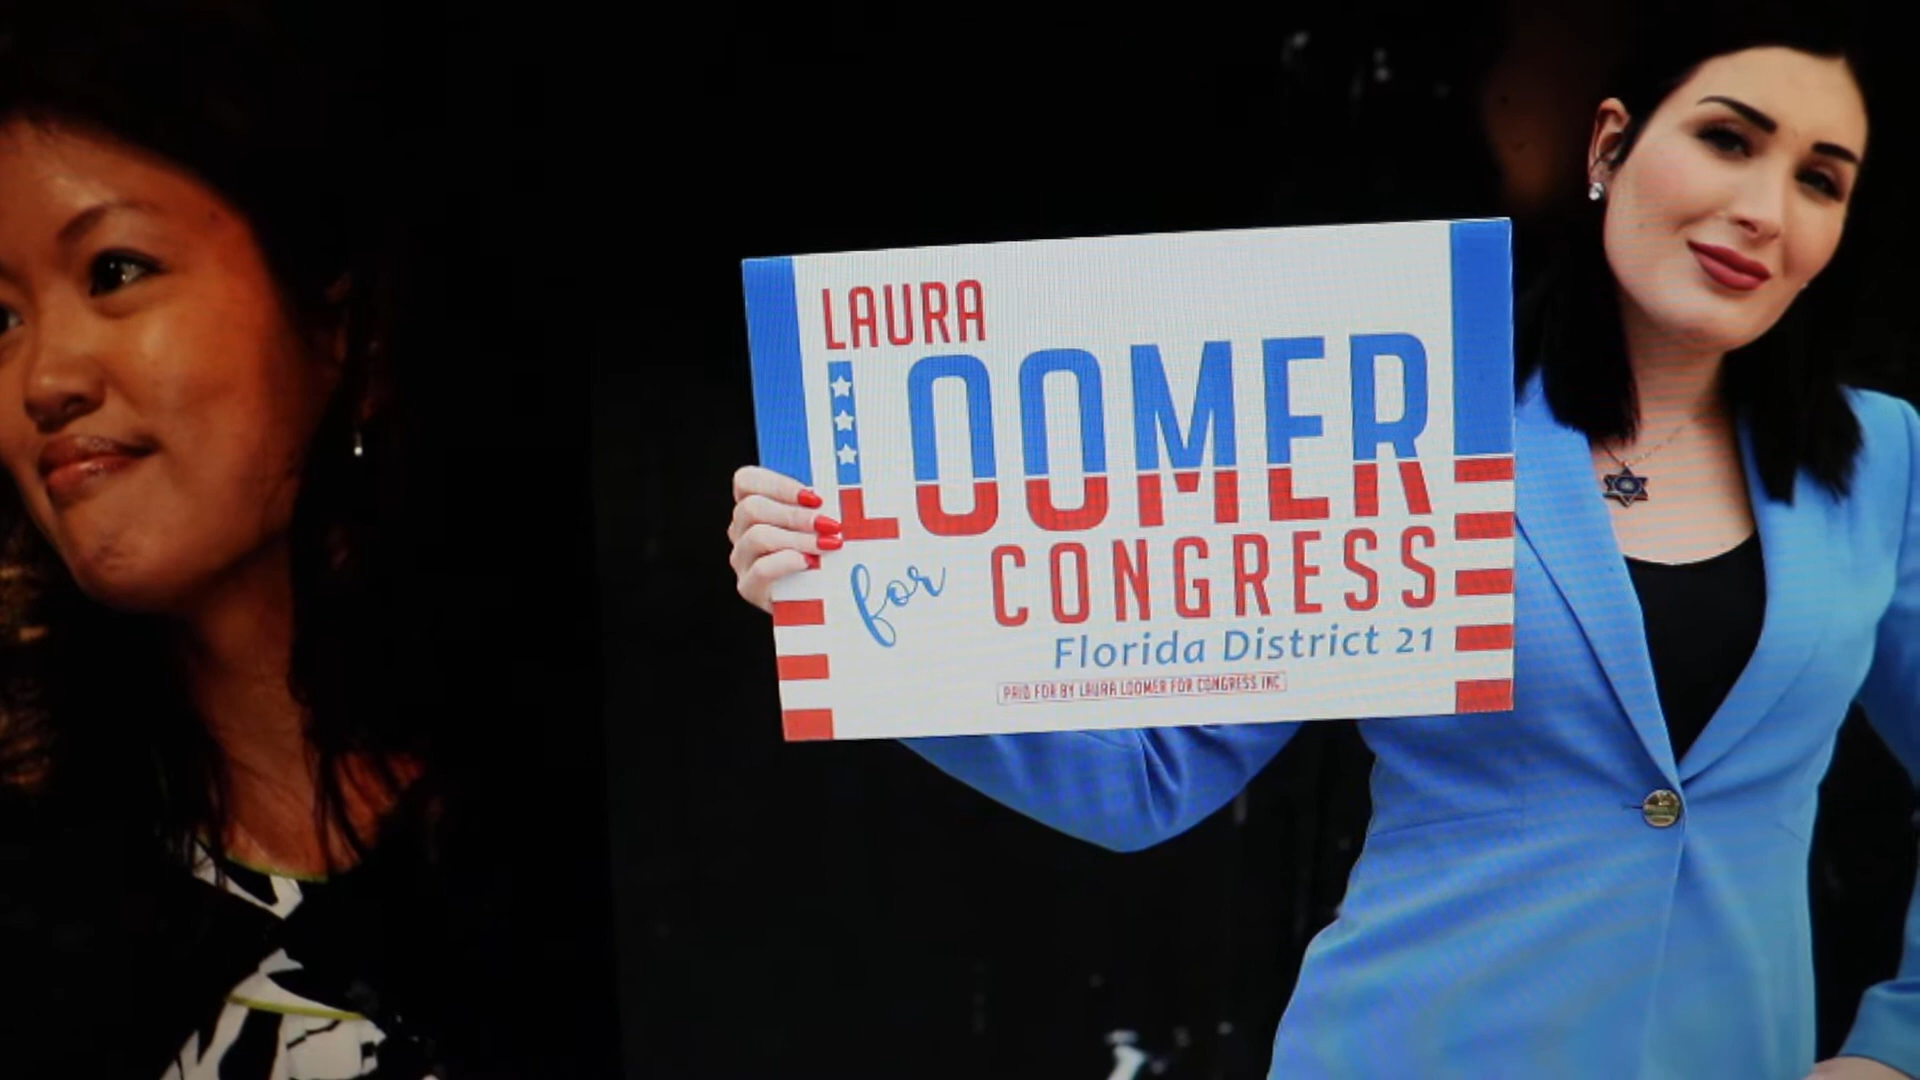 LAURA
LOOMER
for CONGRESS
Florida District 21
PAID FOR BY LAURA LOOMER FOR CONGRESS INC